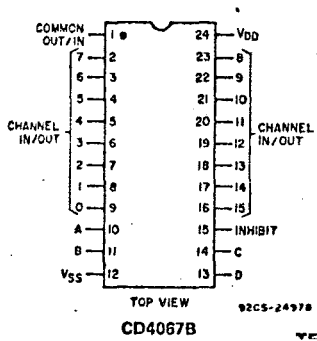 COMMON OUT/IN 1 24 VDD
7 2 23 8
6 3 22 9
5 4 21 10
4 5 20 11
CHANNEL IN/OUT 3 6 19 12 CHANNEL IN/OUT
2 7 18 13
1 8 17 14
0 9 16 15
A 10 15 INHIBIT
B 11 14 C
VSS 12 13 D
TOP VIEW
92CS-24978
CD4067B